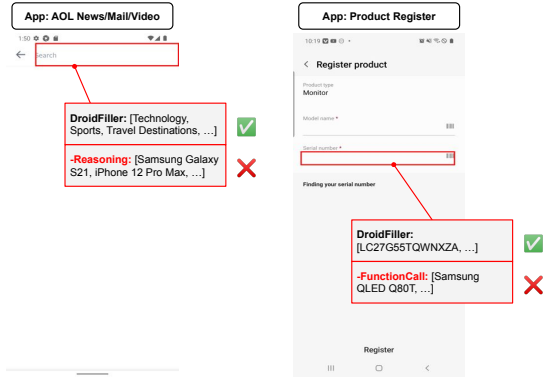 App: AOL News/Mail/Video
1:50
Search
DroidFiller: [Technology,
Sports, Travel Destinations, …]
-Reasoning: [Samsung Galaxy
S21, iPhone 12 Pro Max, …]
App: Product Register
10:19
Register product
Product type
Monitor
Model name *
Serial number *
Finding your serial number
DroidFiller:
[LC27G55TQWNXZA, …]
-FunctionCall: [Samsung
QLED Q80T, …]
Register